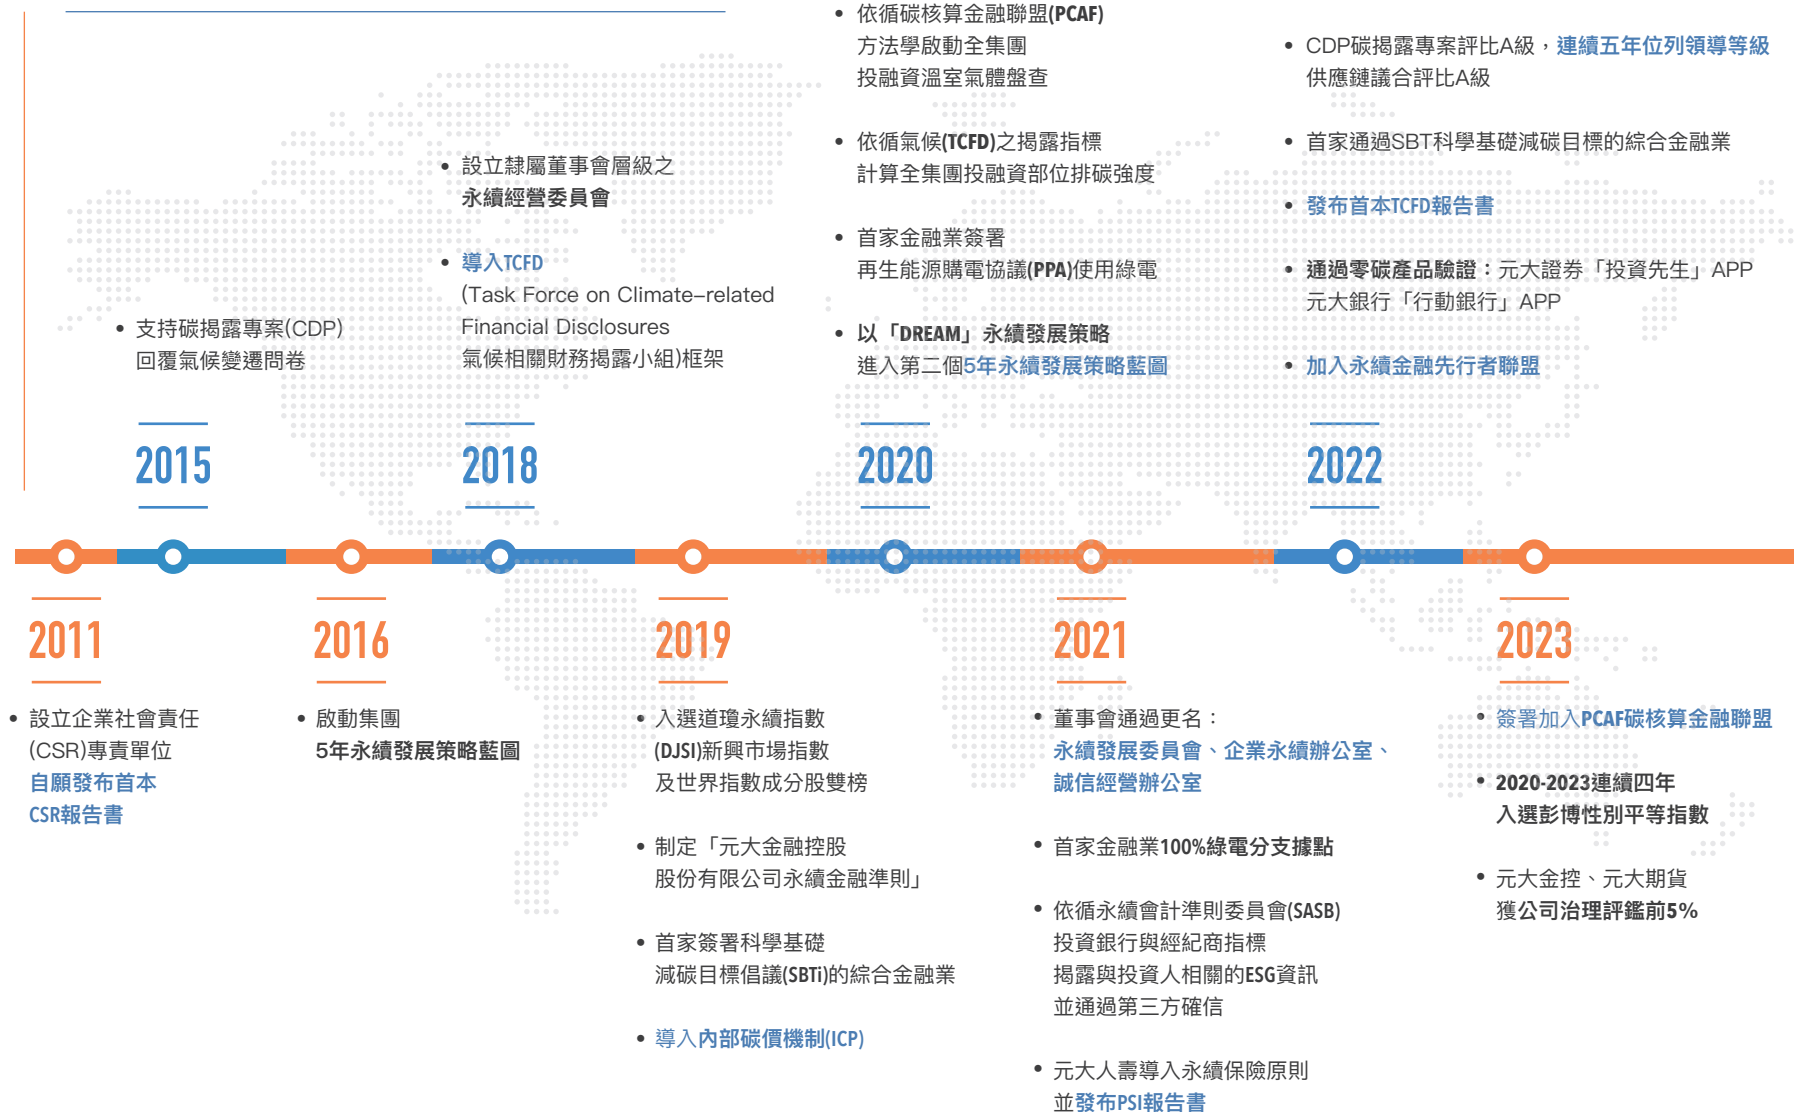 支持碳揭露專案(CDP)
回覆氣候變遷問卷
2015
設立隸屬董事會層級之
永續經營委員會
導入TCFD
(Task Force on Climate-related
Financial Disclosures
氣候相關財務揭露小組)框架
2018
依循碳核算金融聯盟(PCAF)
方法學啟動全集團
投融資溫室氣體盤查
依循氣候(TCFD)之揭露指標
計算全集團投融資部位排碳強度
首家金融業簽署
再生能源購電協議(PPA)使用綠電
以「DREAM」永續發展策略
進入第二個5年永續發展策略藍圖
2020
CDP碳揭露專案評比A級，連續五年位列領導等級
供應鏈議合評比A級
首家通過SBT科學基礎減碳目標的綜合金融業
發布首本TCFD報告書
通過零碳產品驗證：元大證券「投資先生」APP
元大銀行「行動銀行」APP
加入永續金融先行者聯盟
2022
2011
設立企業社會責任
(CSR)專責單位
自願發布首本
CSR報告書
2016
啟動集團
5年永續發展策略藍圖
2019
入選道瓊永續指數
(DJSI)新興市場指數
及世界指數成分股雙榜
制定「元大金融控股
股份有限公司永續金融準則」
首家簽署科學基礎
減碳目標倡議(SBTi)的綜合金融業
導入內部碳價機制(ICP)
2021
董事會通過更名：
永續發展委員會、企業永續辦公室、
誠信經營辦公室
首家金融業100%綠電分支據點
依循永續會計準則委員會(SASB)
投資銀行與經紀商指標
揭露與投資人相關的ESG資訊
並通過第三方確信
元大人壽導入永續保險原則
並發布PSI報告書
2023
簽署加入PCAF碳核算金融聯盟
2020-2023連續四年
入選彭博性別平等指數
元大金控、元大期貨
獲公司治理評鑑前5%